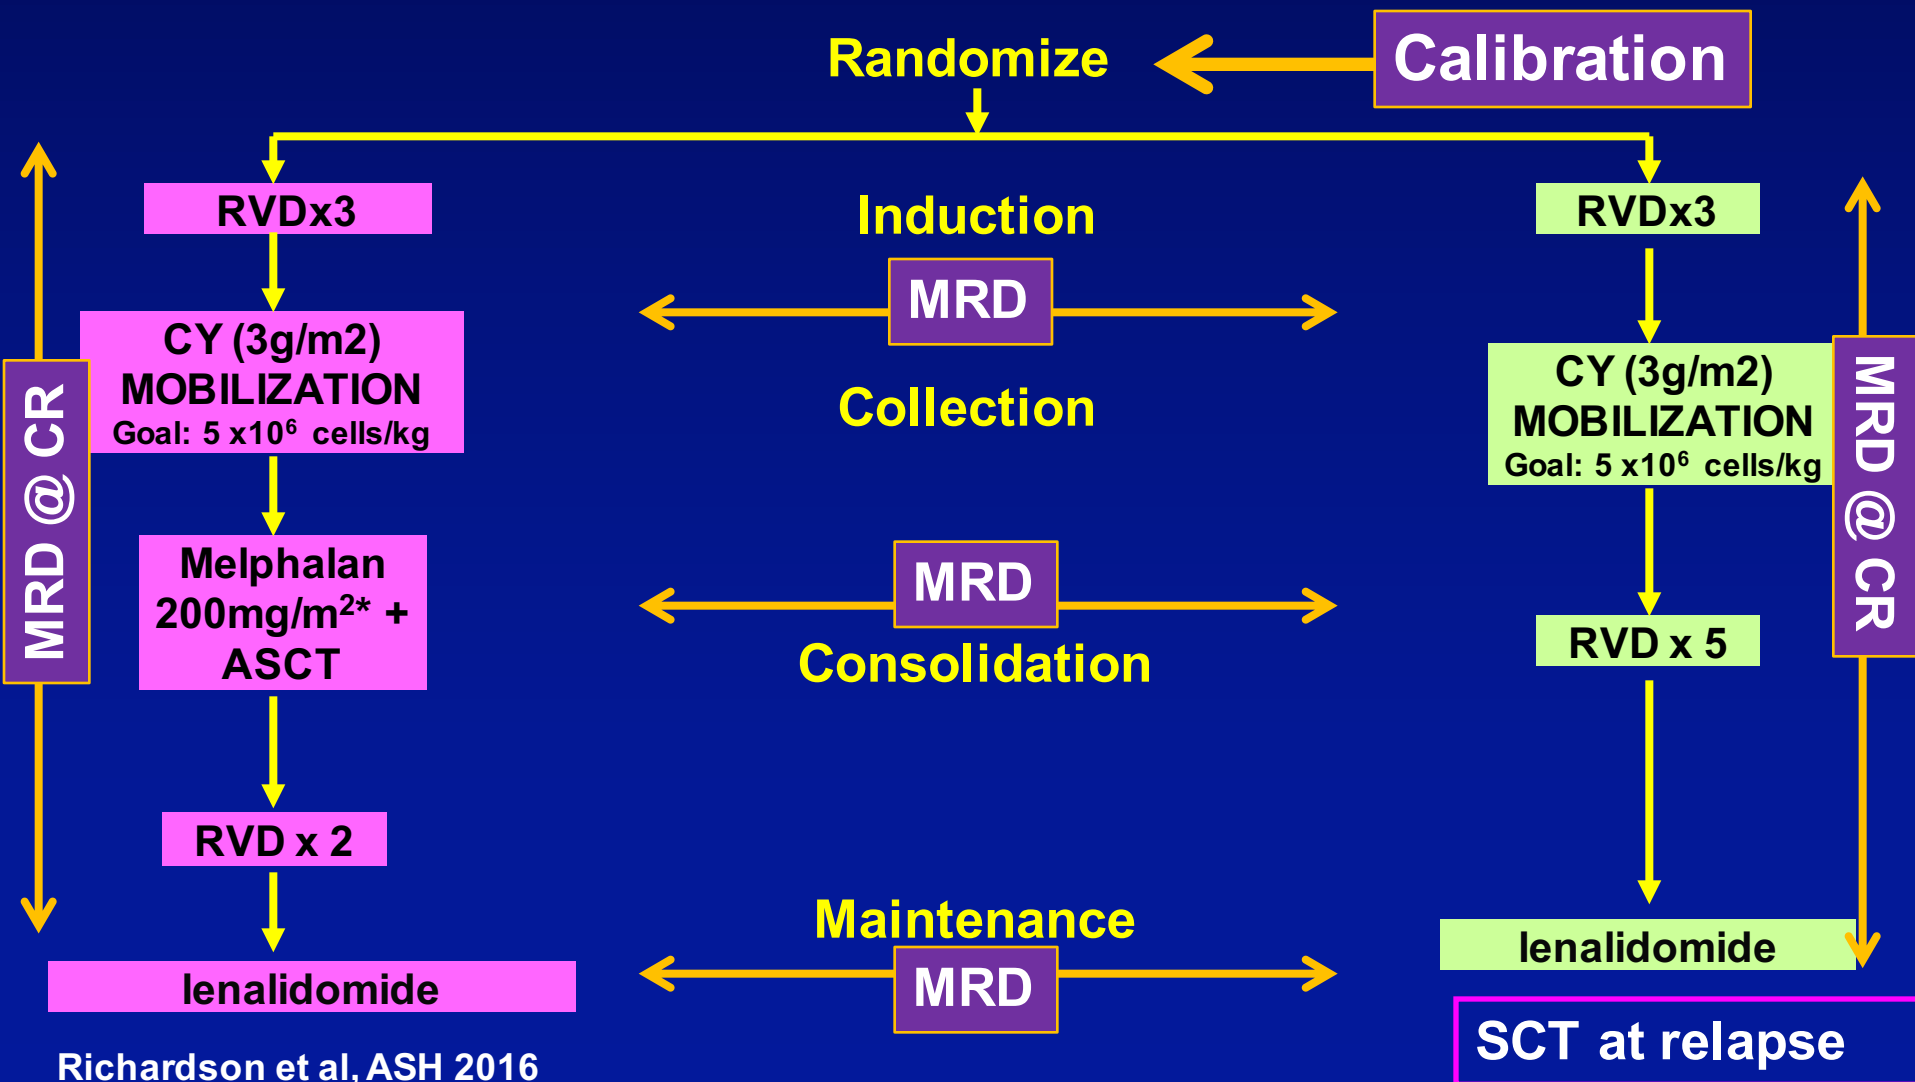 Randomize
Calibration
RVDx3
Induction
RVDx3
MRD
CY (3g/m2)
MOBILIZATION
Goal: 5 x10⁶ cells/kg
Collection
CY (3g/m2)
MOBILIZATION
Goal: 5 x10⁶ cells/kg
MRD @ CR
MRD @ CR
Melphalan
200mg/m²* +
ASCT
MRD
Consolidation
RVD x 5
RVD x 2
Maintenance
MRD
lenalidomide
lenalidomide
SCT at relapse
Richardson et al, ASH 2016